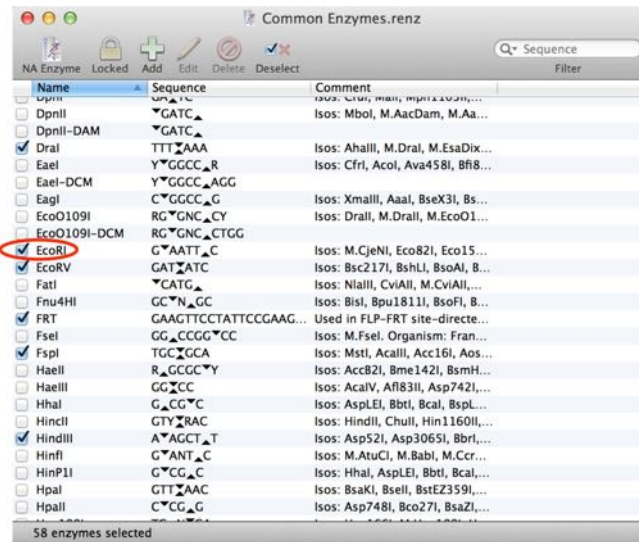 Common Enzymes.renz
NA Enzyme Locked Add Edit Delete Deselect Sequence
Filter
Name Sequence Comment
DpnII ▼GATC▲ Isos: MboI, M.AacDam, M.Aa...
DpnII-DAM ▼GATC▲
DraI TTT▼▲AAA Isos: AhaIII, M.DraI, M.EsaDix...
EaeI Y▼GGCC▲R Isos: CfrI, AcoI, Ava458I, Bfi8...
EaeI-DCM Y▼GGCC▲AGG
EagI C▼GGCC▲G Isos: XmaIII, AaaI, BseX3I, Bs...
EcoO109I RG▼GNC▲CY Isos: DraII, M.DraII, M.EcoO1...
EcoO109I-DCM RG▼GNC▲CTGG
EcoRI G▼AATT▲C Isos: M.CjeNI, Eco82I, Eco15...
EcoRV GAT▼▲ATC Isos: Bsc217I, BshLI, BsoAI, B...
FatI ▼CATG▲ Isos: NlaIII, CviAII, M.CviAII,...
Fnu4HI GC▼N▲GC Isos: BisI, Bpu1811I, BsoFI, B...
FRT GAAGTTCCTATTCCGAAG... Used in FLP-FRT site-directe...
FseI GG▲CCGG▼CC Isos: M.FseI. Organism: Fran...
FspI TGC▼▲GCA Isos: MstI, AcaIII, Acc16I, Aos...
HaeII R▲GCGC▼Y Isos: AccB2I, Bme142I, BsmH...
HaeIII GG▼▲CC Isos: AcaIV, Afl83II, Asp742I,...
HhaI G▲CG▼C Isos: AspLEI, BbtI, BcaI, BspL...
HincII GTY▼▲RAC Isos: HindII, ChuII, Hin1160II,...
HindIII A▼AGCT▲T Isos: Asp52I, Asp3065I, BbrI,...
HinfI G▼ANT▲C Isos: M.AtuCI, M.BabI, M.Ccr...
HinP1I G▼CG▲C Isos: HhaI, AspLEI, BbtI, BcaI,...
HpaI GTT▼▲AAC Isos: BsaKI, BseII, BstEZ359I,...
HpaII C▼CG▲G Isos: Asp748I, Bco27I, BsaZI,...
58 enzymes selected